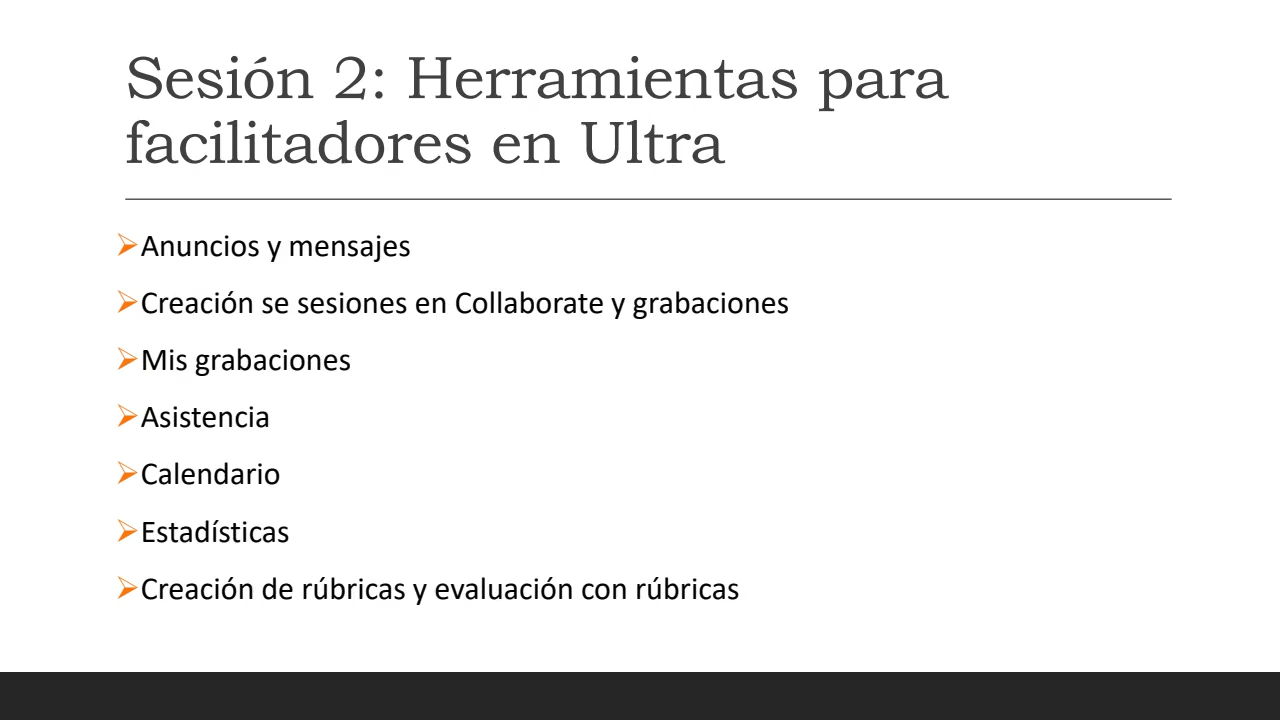 Sesión 2: Herramientas para
facilitadores en Ultra
Anuncios y mensajes
Creación se sesiones en Collaborate y grabaciones
Mis grabaciones
Asistencia
Calendario
Estadísticas
Creación de rúbricas y evaluación con rúbricas